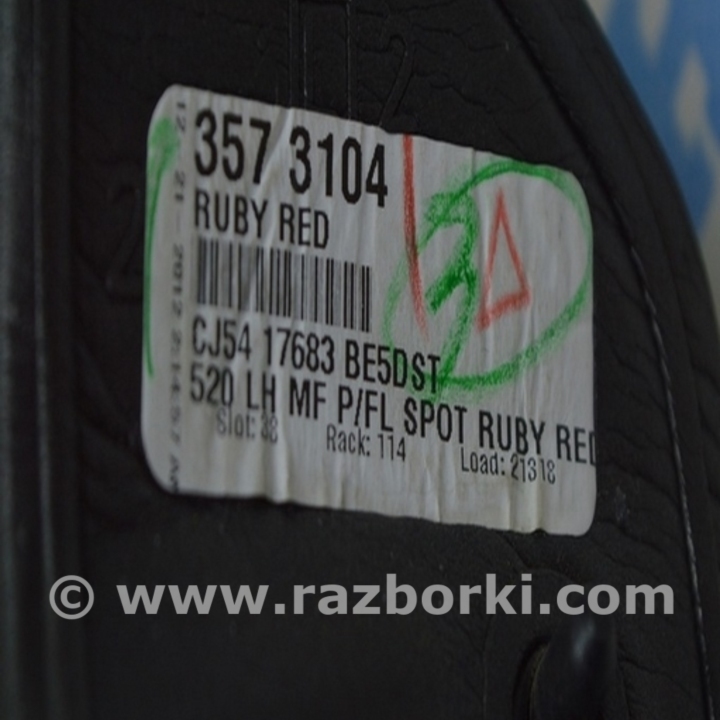 357 3104
RUBY RED
CJ54 17683 BE5DST
520 LH MF P/FL SPOT RUBY RED
Slot: 38
Rack: 114
Load: 21318
© www.razborki.com